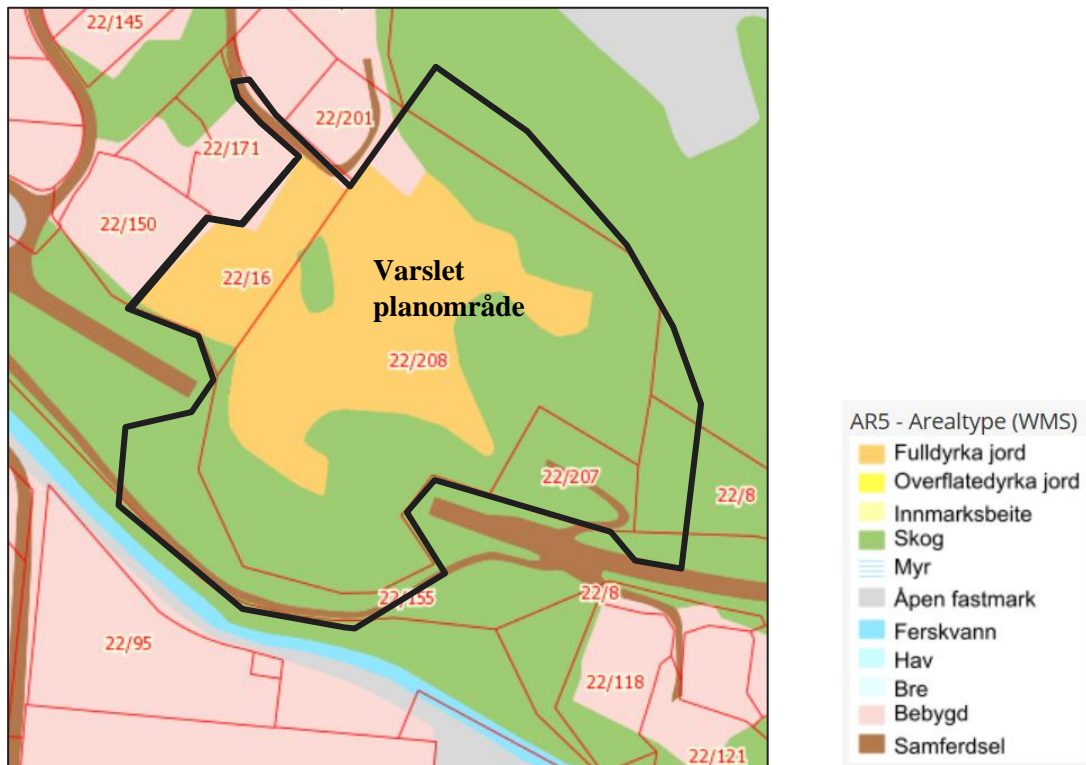 22/145
22/201
22/171
22/150
22/16
Varslet
planområde
22/208
22/207
22/8
22/155
22/8
22/95
22/118
22/121
AR5 - Arealtype (WMS)
Fulldyrka jord
Overflatedyrka jord
Innmarksbeite
Skog
Myr
Åpen fastmark
Ferskvann
Hav
Bre
Bebygd
Samferdsel